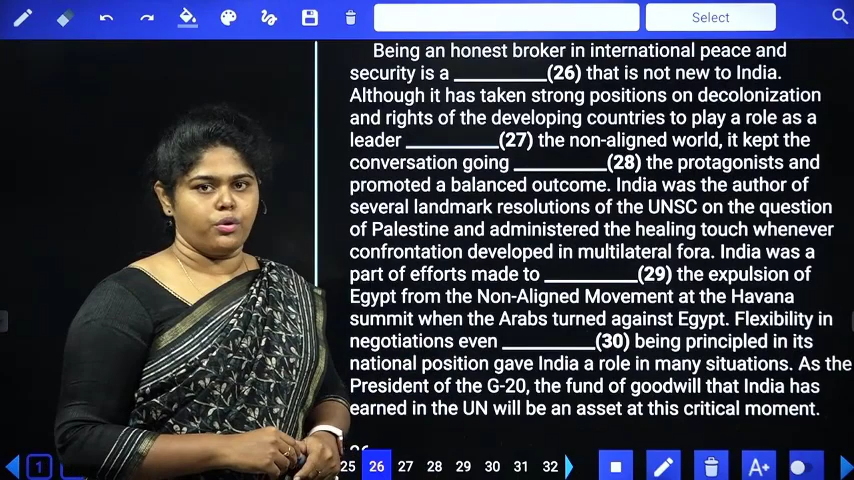 Select
Being an honest broker in international peace and
security is a __________(26) that is not new to India.
Although it has taken strong positions on decolonization
and rights of the developing countries to play a role as a
leader __________(27) the non-aligned world, it kept the
conversation going __________(28) the protagonists and
promoted a balanced outcome. India was the author of
several landmark resolutions of the UNSC on the question
of Palestine and administered the healing touch whenever
confrontation developed in multilateral fora. India was a
part of efforts made to __________(29) the expulsion of
Egypt from the Non-Aligned Movement at the Havana
summit when the Arabs turned against Egypt. Flexibility in
negotiations even __________(30) being principled in its
national position gave India a role in many situations. As the
President of the G-20, the fund of goodwill that India has
earned in the UN will be an asset at this critical moment.
1 25 26 27 28 29 30 31 32 A+